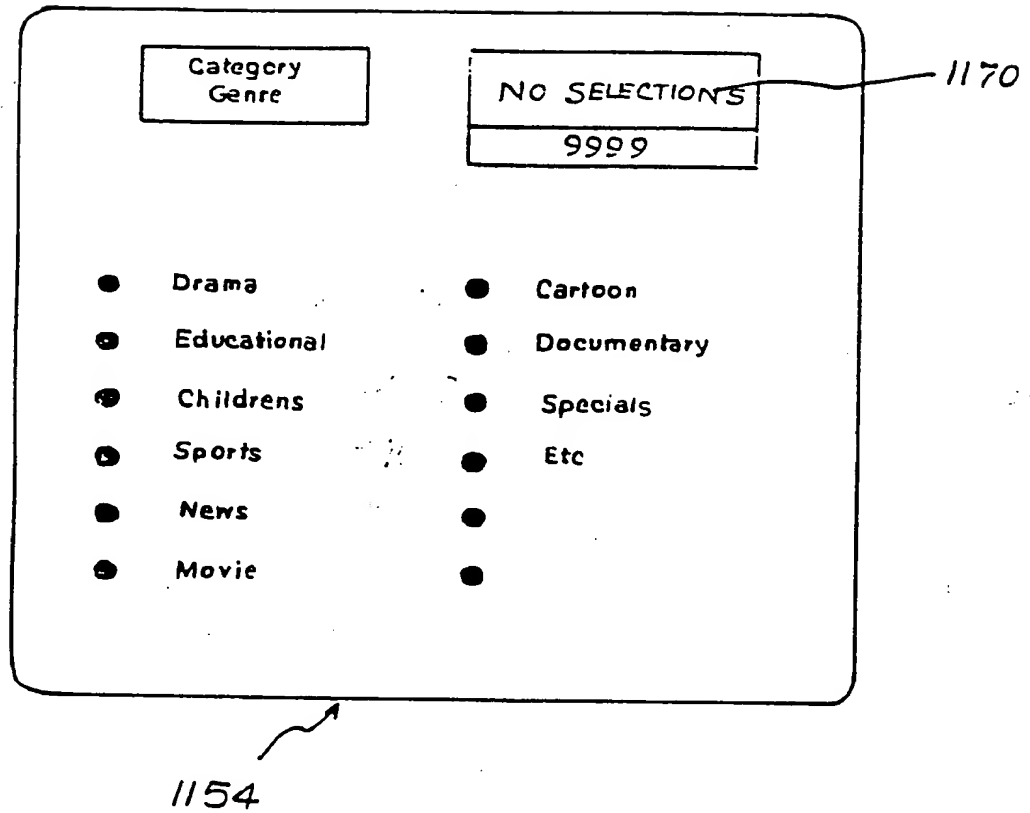 Category
Genre
NO SELECTIONS
1170
9999
Drama
Educational
Childrens
Sports
News
Movie
Cartoon
Documentary
Specials
Etc
1154